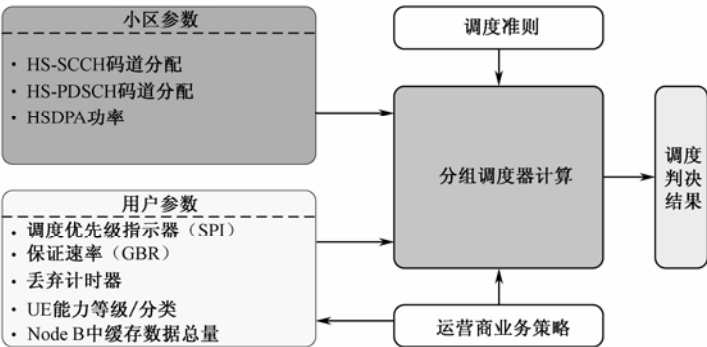 小区参数
· HS-SCCH码道分配
· HS-PDSCH码道分配
· HSDPA功率
用户参数
· 调度优先级指示器（SPI）
· 保证速率（GBR）
· 丢弃计时器
· UE能力等级/分类
· Node B中缓存数据总量
调度准则
分组调度器计算
运营商业务策略
调度
判决
结果